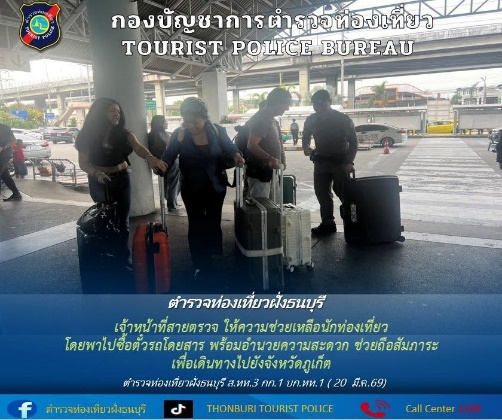 กองบัญชาการตำรวจท่องเที่ยว
TOURIST POLICE BUREAU
ตำรวจท่องเที่ยวฝั่งธนบุรี
เจ้าหน้าที่สายตรวจ ให้ความช่วยเหลือนักท่องเที่ยว
โดยพาไปซื้อตั๋วรถโดยสาร พร้อมอำนวยความสะดวก ช่วยถือสัมภาระ
เพื่อเดินทางไปยังจังหวัดภูเก็ต
ตำรวจท่องเที่ยวฝั่งธนบุรี ส.ทท.3 กก.1 บก.ทท.1 ( 20 มี.ค.69)
ตำรวจท่องเที่ยวฝั่งธนบุรี THONBURI TOURIST POLICE Call Center